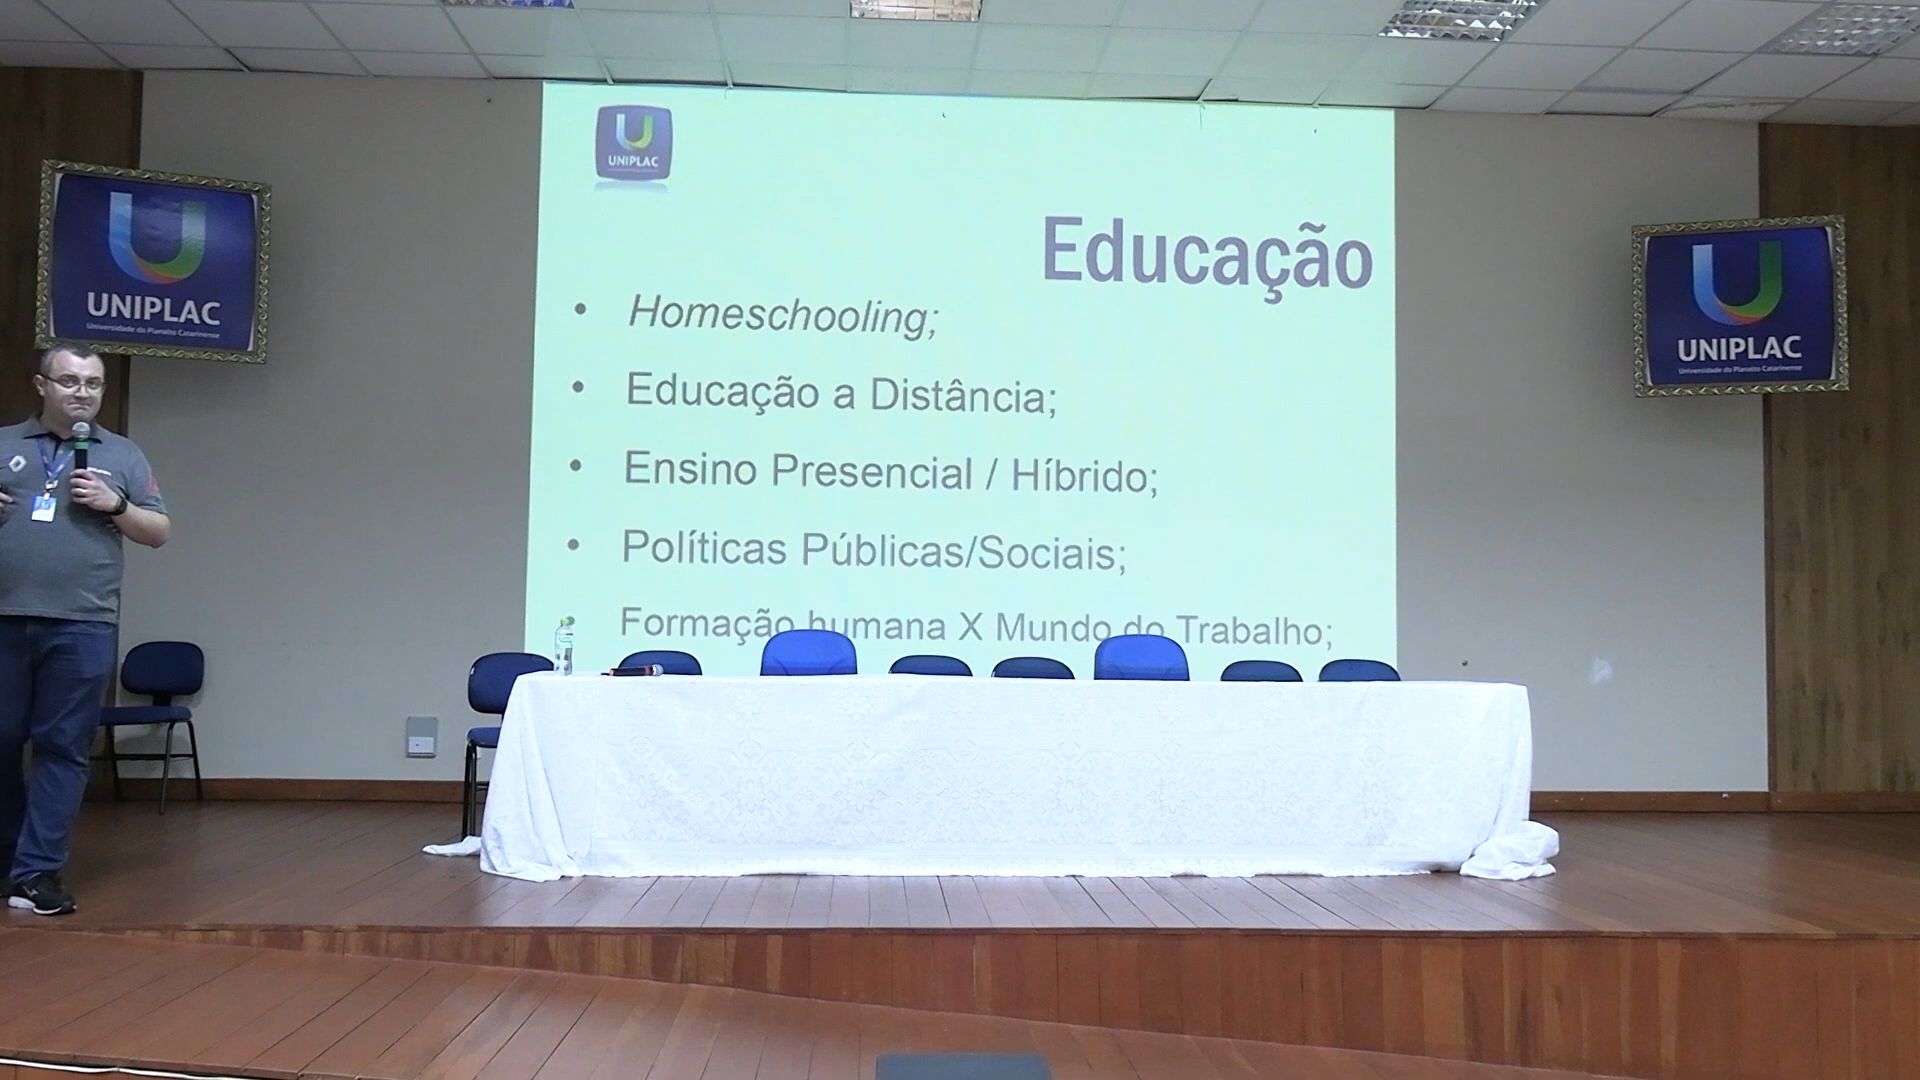 UNIPLAC
Educação
• Homeschooling;
• Educação a Distância;
• Ensino Presencial / Híbrido;
• Políticas Públicas/Sociais;
• Formação humana X Mundo do Trabalho;
UNIPLAC
Universidade do Planalto Catarinense
UNIPLAC
Universidade do Planalto Catarinense